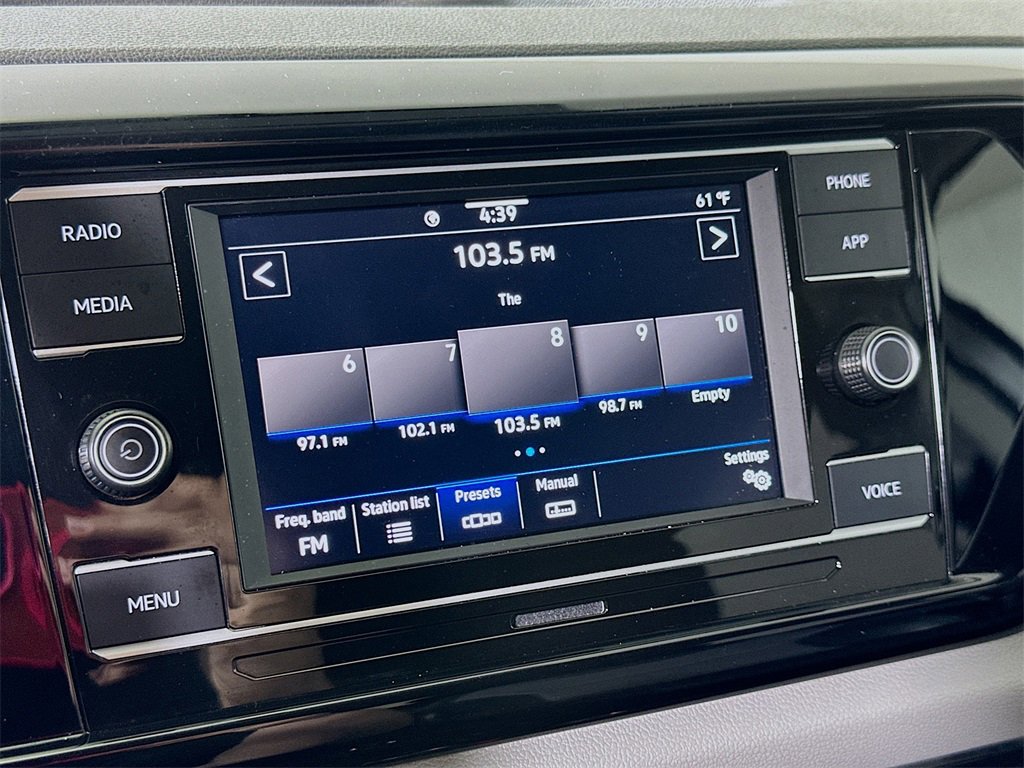 RADIO
MEDIA
MENU
4:39
61 °F
103.5 FM
The
6
7
8
9
10
97.1 FM
102.1 FM
103.5 FM
98.7 FM
Empty
Freq. band
FM
Station list
Presets
Manual
Settings
PHONE
APP
VOICE